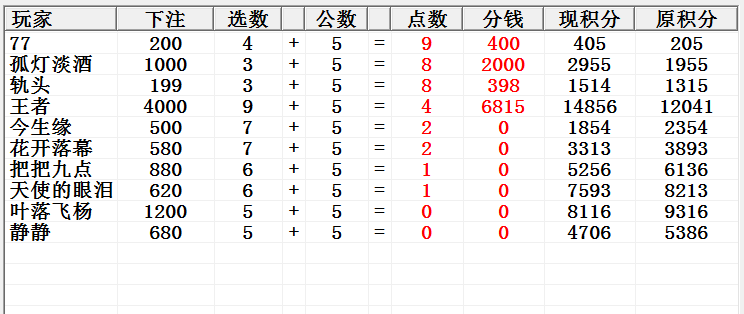 玩家 下注 选数 公数 点数 分钱 现积分 原积分
77 200 4 + 5 = 9 400 405 205
孤灯淡酒 1000 3 + 5 = 8 2000 2955 1955
轨头 199 3 + 5 = 8 398 1514 1315
王者 4000 9 + 5 = 4 6815 14856 12041
今生缘 500 7 + 5 = 2 0 1854 2354
花开落幕 580 7 + 5 = 2 0 3313 3893
把把九点 880 6 + 5 = 1 0 5256 6136
天使的眼泪 620 6 + 5 = 1 0 7593 8213
叶落飞杨 1200 5 + 5 = 0 0 8116 9316
静静 680 5 + 5 = 0 0 4706 5386